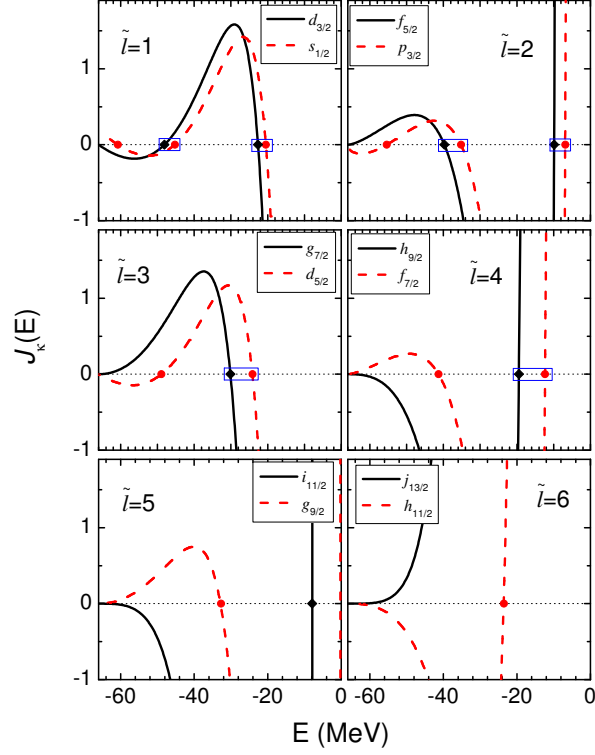 l̃=1
d3/2
s1/2
f5/2
p3/2
l̃=2
1
0
-1
l̃=3
g7/2
d5/2
h9/2
f7/2
l̃=4
1
0
-1
Jκ(E)
l̃=5
i11/2
g9/2
j13/2
h11/2
l̃=6
1
0
-1
-60 -40 -20 0 -60 -40 -20 0
E (MeV)